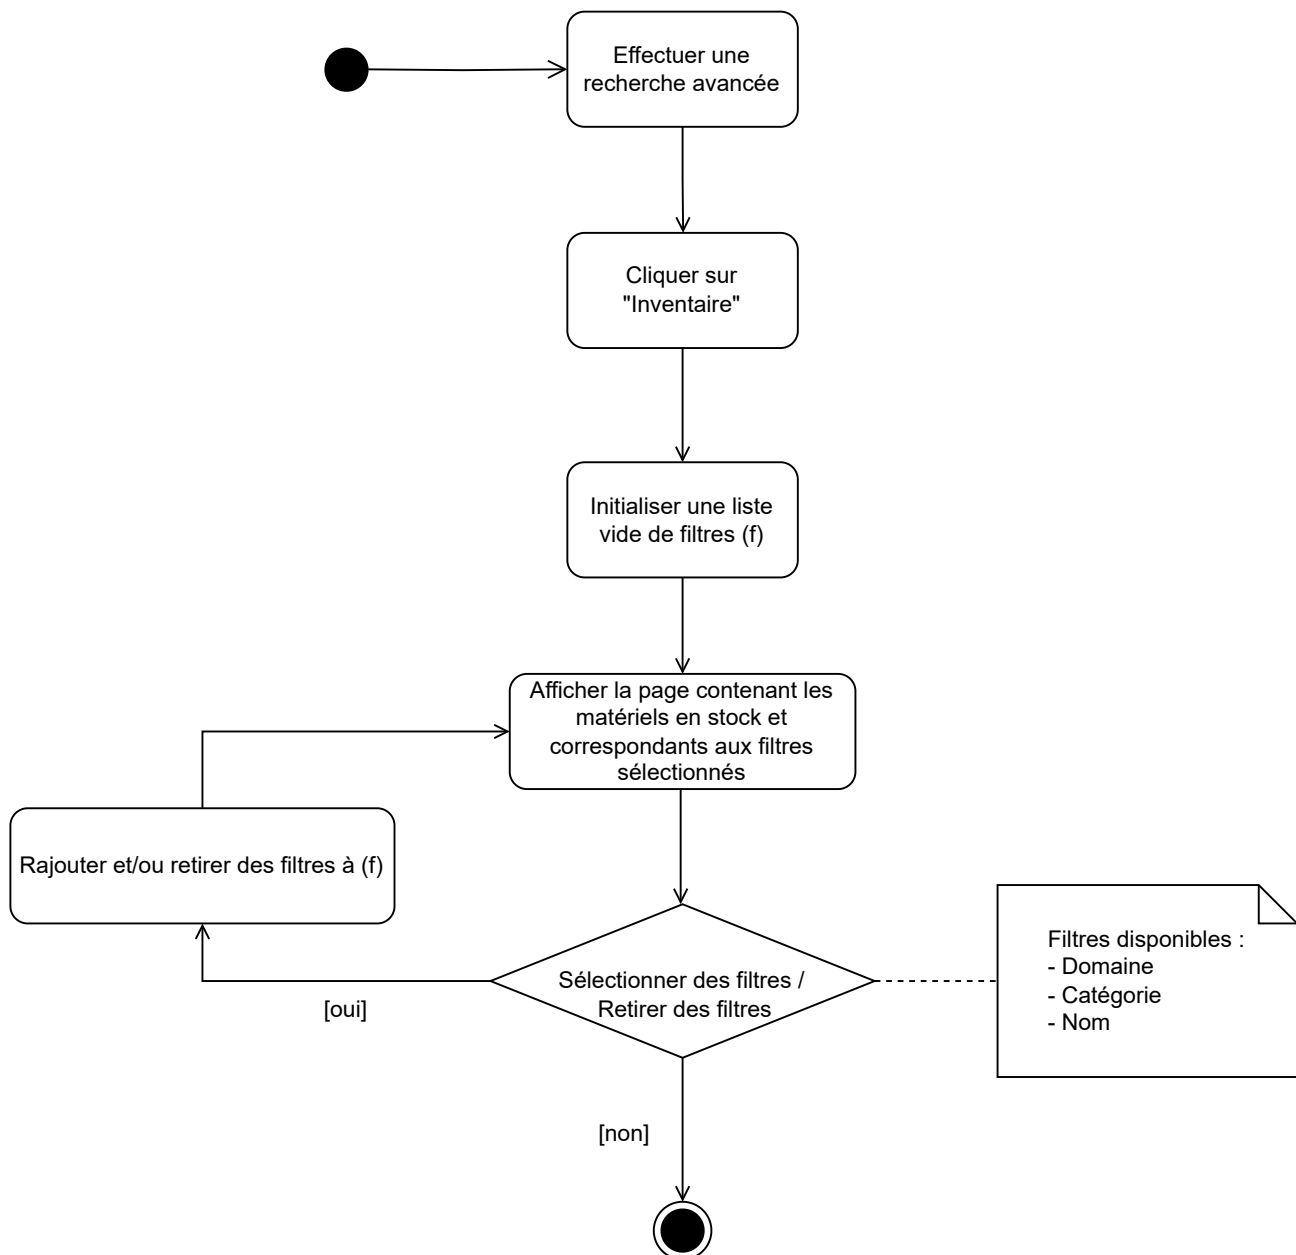 Effectuer une
recherche avancée
Cliquer sur
"Inventaire"
Initialiser une liste
vide de filtres (f)
Afficher la page contenant les
matériels en stock et
correspondants aux filtres
sélectionnés
Rajouter et/ou retirer des filtres à (f)
Sélectionner des filtres /
Retirer des filtres
[oui]
Filtres disponibles :
- Domaine
- Catégorie
- Nom
[non]